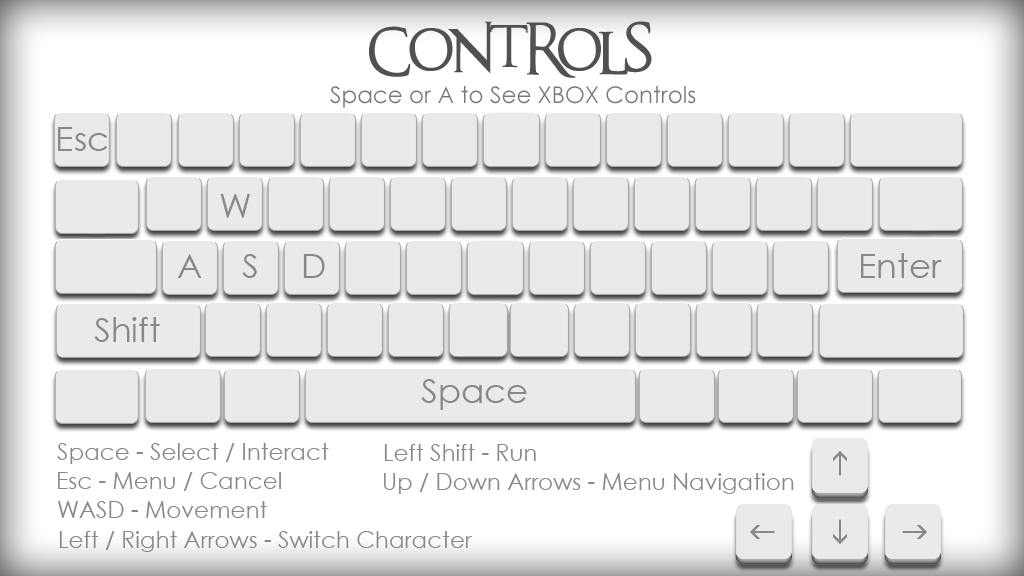 CONTROLS
Space or A to See XBOX Controls
Esc
W
A S D Enter
Shift
Space
Space - Select / Interact
Esc - Menu / Cancel
WASD - Movement
Left / Right Arrows - Switch Character
Left Shift - Run
Up / Down Arrows - Menu Navigation
↑
← ↓ →